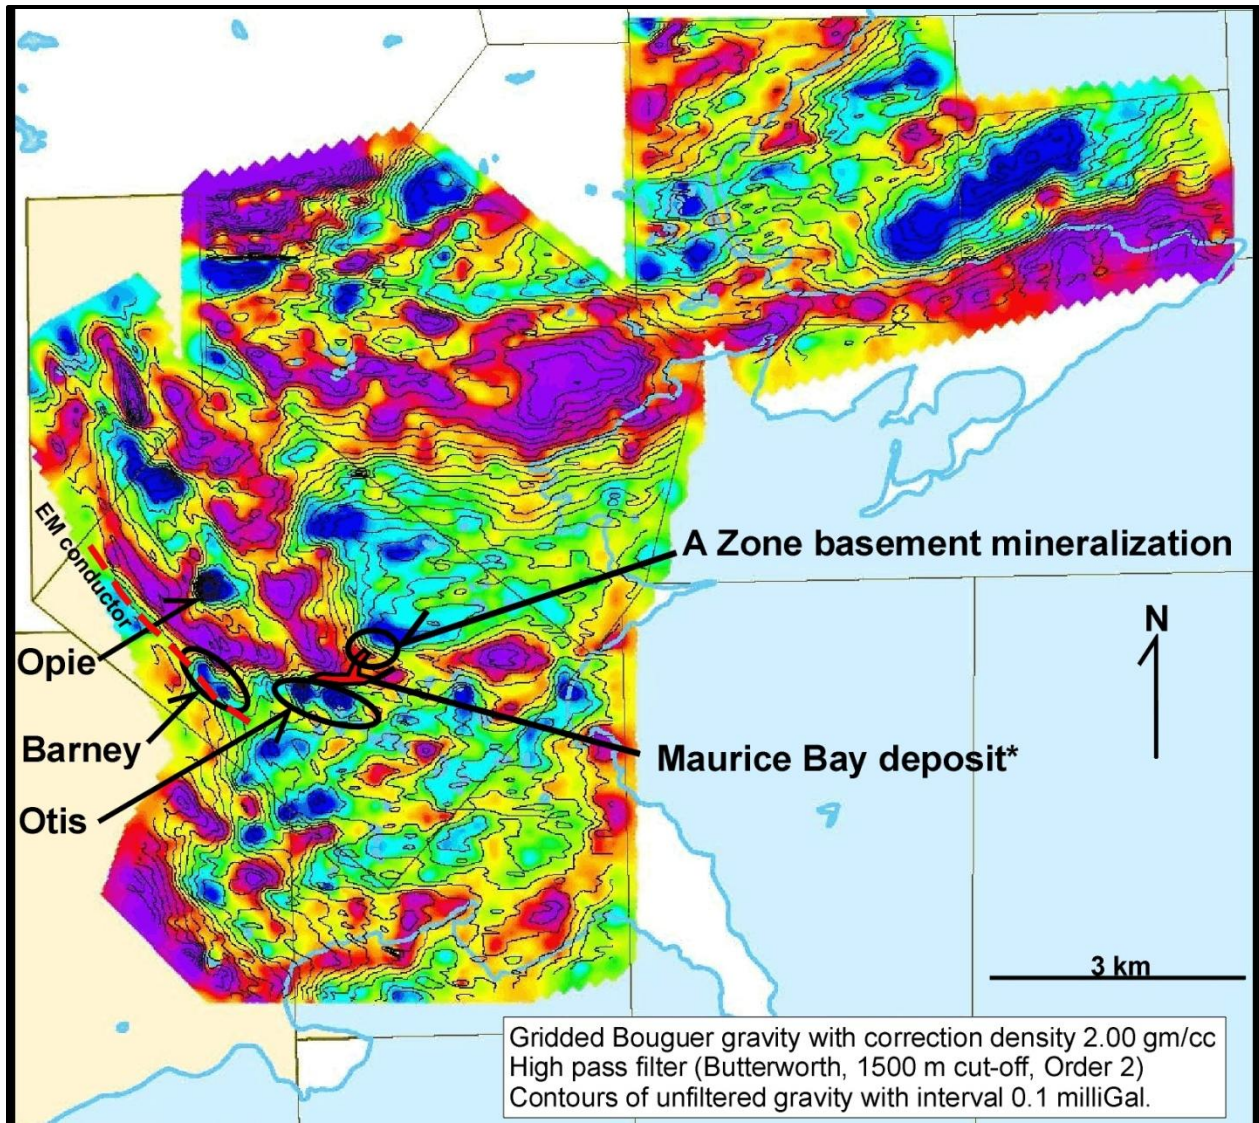 A Zone basement mineralization
EM conductor
N
Opie
Barney
Maurice Bay deposit*
Otis
3 km
Gridded Bouguer gravity with correction density 2.00 gm/cc
High pass filter (Butterworth, 1500 m cut-off, Order 2)
Contours of unfiltered gravity with interval 0.1 milliGal.